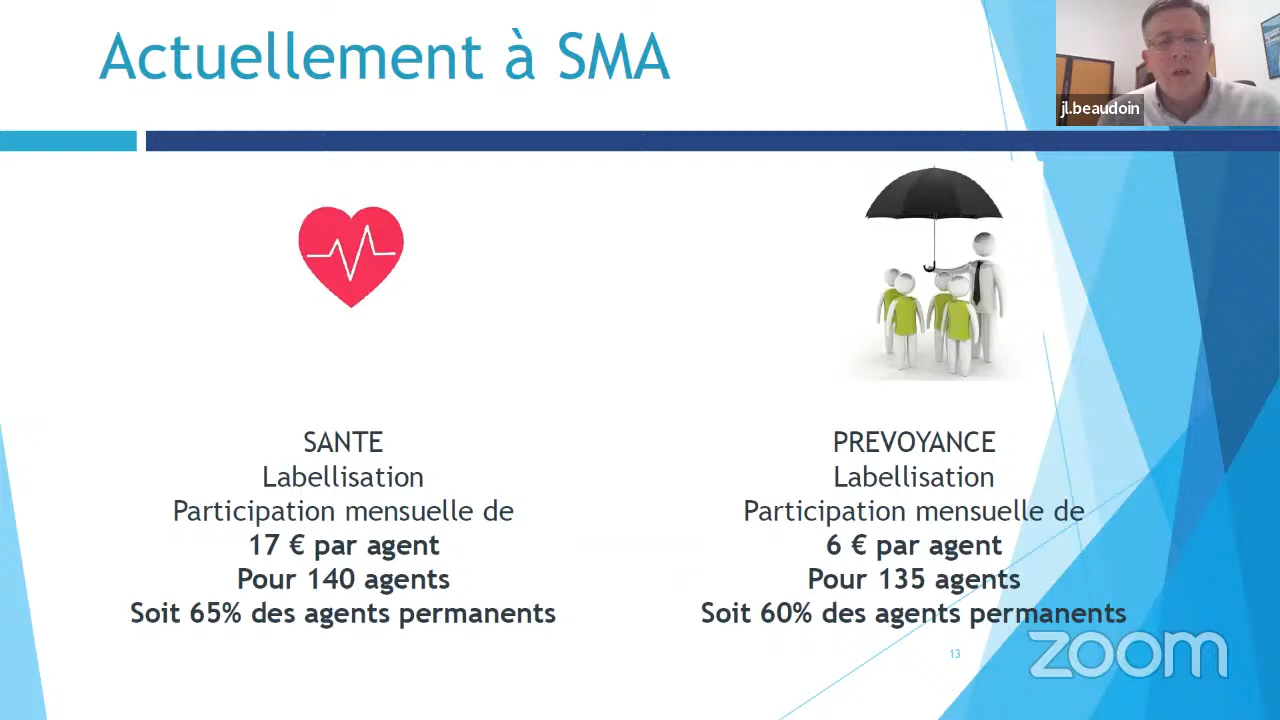 Actuellement à SMA
jl.beaudoin
SANTE
Labellisation
Participation mensuelle de
17 € par agent
Pour 140 agents
Soit 65% des agents permanents
PREVOYANCE
Labellisation
Participation mensuelle de
6 € par agent
Pour 135 agents
Soit 60% des agents permanents
13
zoom